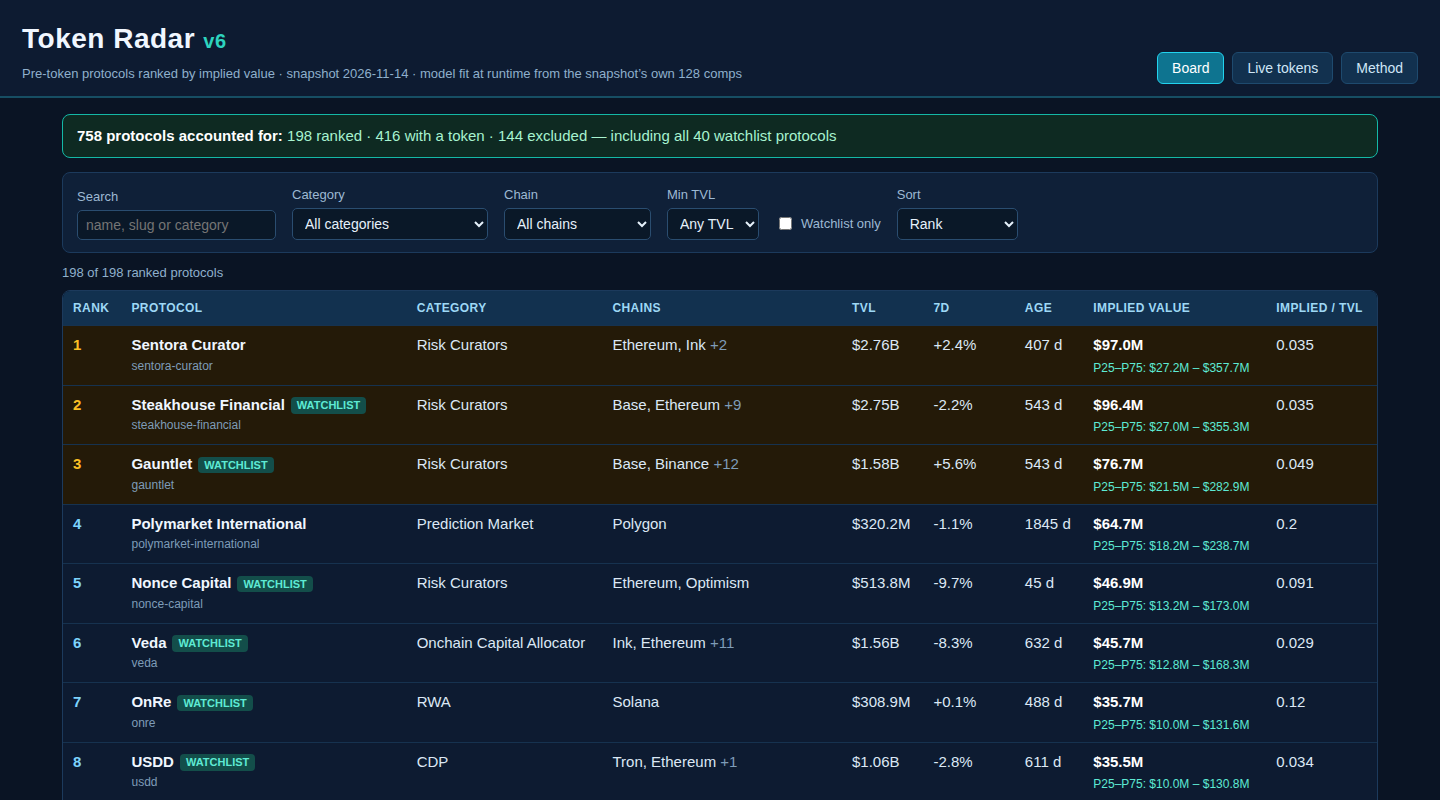 Token Radar v6
Pre-token protocols ranked by implied value · snapshot 2026-11-14 · model fit at runtime from the snapshot's own 128 comps
Board Live tokens Method
758 protocols accounted for: 198 ranked · 416 with a token · 144 excluded — including all 40 watchlist protocols
Search Category Chain Min TVL Sort
name, slug or category All categories All chains Any TVL Watchlist only Rank
198 of 198 ranked protocols
RANK PROTOCOL CATEGORY CHAINS TVL 7D AGE IMPLIED VALUE IMPLIED / TVL
1 Sentora Curator Risk Curators Ethereum, Ink +2 $2.76B +2.4% 407 d $97.0M 0.035
sentora-curator P25–P75: $27.2M – $357.7M
2 Steakhouse Financial WATCHLIST Risk Curators Base, Ethereum +9 $2.75B -2.2% 543 d $96.4M 0.035
steakhouse-financial P25–P75: $27.0M – $355.3M
3 Gauntlet WATCHLIST Risk Curators Base, Binance +12 $1.58B +5.6% 543 d $76.7M 0.049
gauntlet P25–P75: $21.5M – $282.9M
4 Polymarket International Prediction Market Polygon $320.2M -1.1% 1845 d $64.7M 0.2
polymarket-international P25–P75: $18.2M – $238.7M
5 Nonce Capital WATCHLIST Risk Curators Ethereum, Optimism $513.8M -9.7% 45 d $46.9M 0.091
nonce-capital P25–P75: $13.2M – $173.0M
6 Veda WATCHLIST Onchain Capital Allocator Ink, Ethereum +11 $1.56B -8.3% 632 d $45.7M 0.029
veda P25–P75: $12.8M – $168.3M
7 OnRe WATCHLIST RWA Solana $308.9M +0.1% 488 d $35.7M 0.12
onre P25–P75: $10.0M – $131.6M
8 USDD WATCHLIST CDP Tron, Ethereum +1 $1.06B -2.8% 611 d $35.5M 0.034
usdd P25–P75: $10.0M – $130.8M